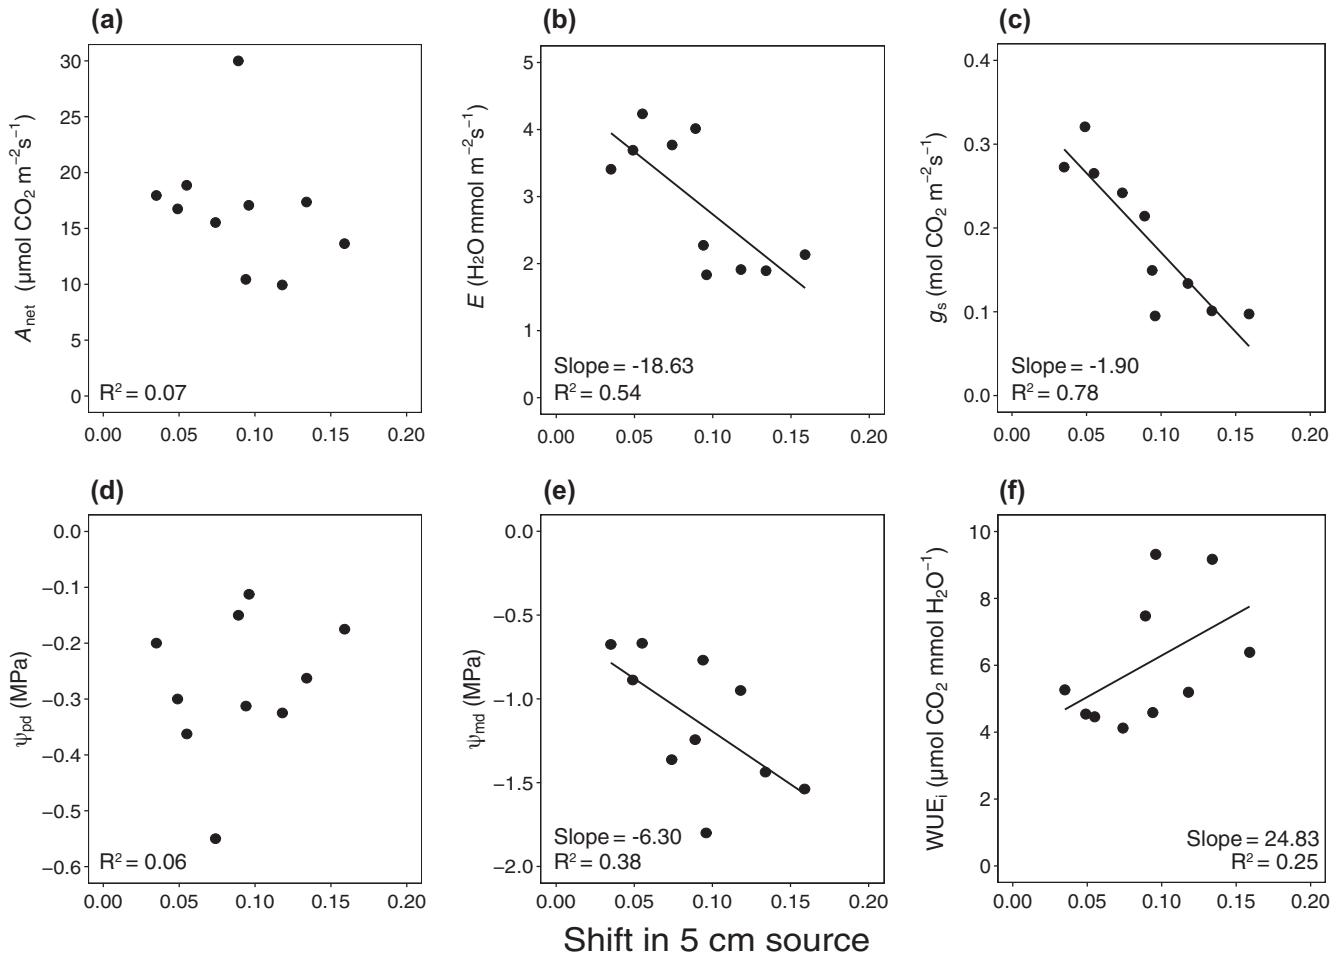 (a)
30
25
20
15
10
5
0
A_net (μmol CO₂ m⁻²s⁻¹)
R² = 0.07
0.00 0.05 0.10 0.15 0.20
(b)
5
4
3
2
1
0
E (H₂O mmol m⁻²s⁻¹)
Slope = -18.63
R² = 0.54
0.00 0.05 0.10 0.15 0.20
(c)
0.4
0.3
0.2
0.1
0.0
g_s (mol CO₂ m⁻²s⁻¹)
Slope = -1.90
R² = 0.78
0.00 0.05 0.10 0.15 0.20
(d)
0.0
−0.1
−0.2
−0.3
−0.4
−0.5
−0.6
ψ_pd (MPa)
R² = 0.06
0.00 0.05 0.10 0.15 0.20
(e)
0.0
−0.5
−1.0
−1.5
−2.0
ψ_md (MPa)
Slope = -6.30
R² = 0.38
0.00 0.05 0.10 0.15 0.20
(f)
10
8
6
4
2
0
WUE_i (μmol CO₂ mmol H₂O⁻¹)
Slope = 24.83
R² = 0.25
0.00 0.05 0.10 0.15 0.20
Shift in 5 cm source